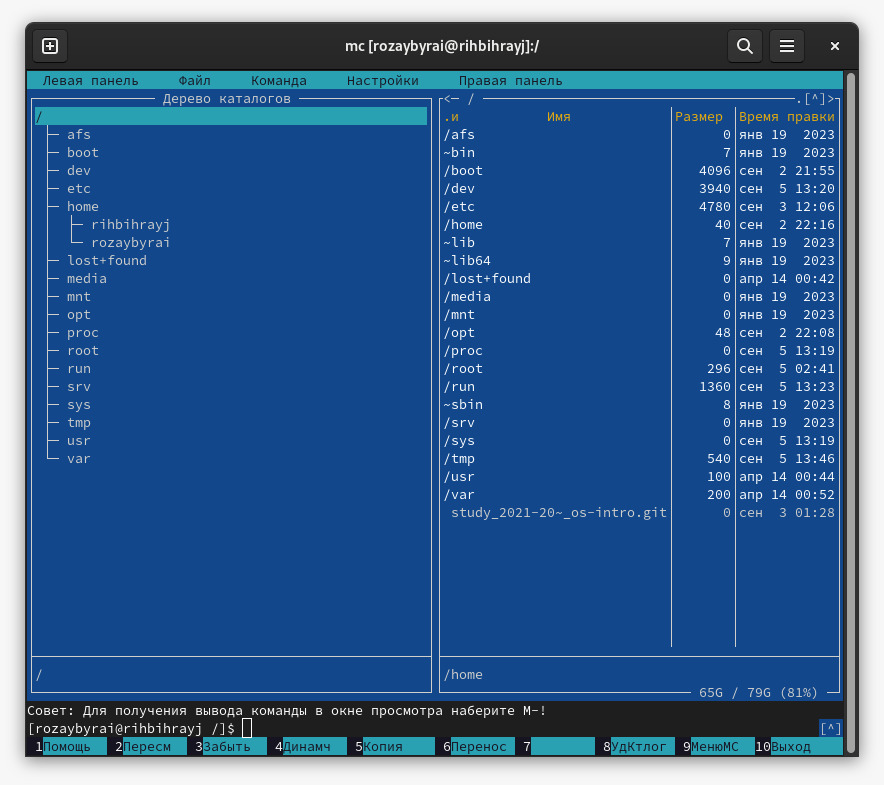 mc [rozaybyrai@rihbihrayj]:/
Левая панель Файл Команда Настройки Правая панель
Дерево каталогов
/
afs
boot
dev
etc
home
rihbihrayj
rozaybyrai
lost+found
media
mnt
opt
proc
root
run
srv
sys
tmp
usr
var
/
<─ / .[^]>
.и Имя Размер Время правки
/afs 0 янв 19 2023
~bin 7 янв 19 2023
/boot 4096 сен 2 21:55
/dev 3940 сен 5 13:20
/etc 4780 сен 3 12:06
/home 40 сен 2 22:16
~lib 7 янв 19 2023
~lib64 9 янв 19 2023
/lost+found 0 апр 14 00:42
/media 0 янв 19 2023
/mnt 0 янв 19 2023
/opt 48 сен 2 22:08
/proc 0 сен 5 13:19
/root 296 сен 5 02:41
/run 1360 сен 5 13:23
~sbin 8 янв 19 2023
/srv 0 янв 19 2023
/sys 0 сен 5 13:19
/tmp 540 сен 5 13:46
/usr 100 апр 14 00:44
/var 200 апр 14 00:52
study_2021-20~_os-intro.git 0 сен 3 01:28
/home
65G / 79G (81%)
Совет: Для получения вывода команды в окне просмотра наберите M-!
[rozaybyrai@rihbihrayj /]$ [^]
1Помощь 2Пересм 3Забыть 4Динамч 5Копия 6Перенос 7 8УдКтлог 9МенюMC 10Выход